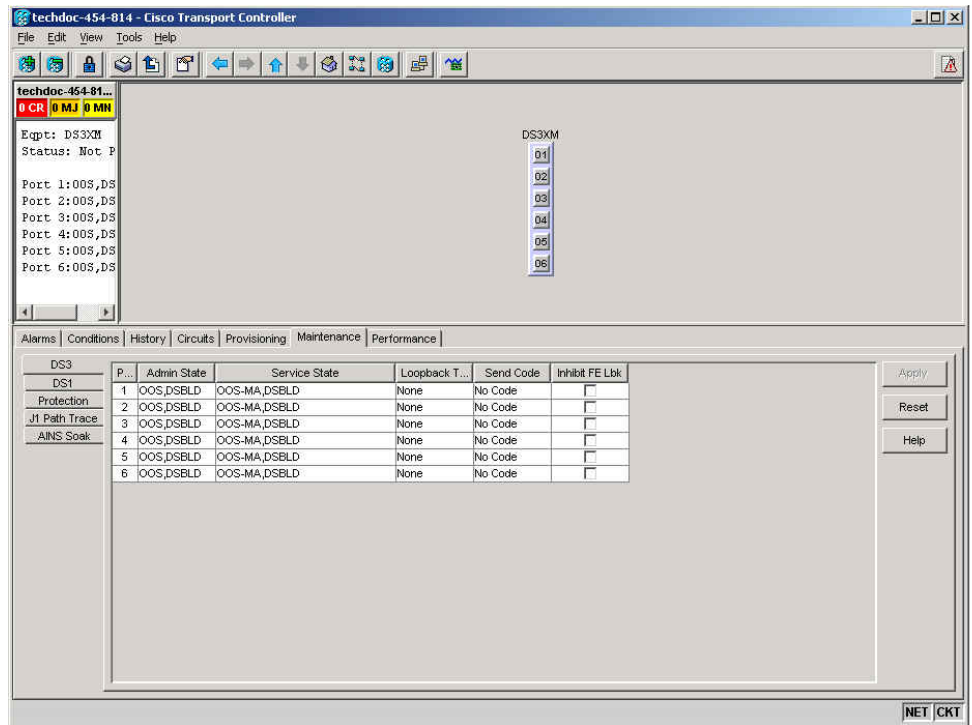 techdoc-454-814 - Cisco Transport Controller
File Edit View Tools Help
techdoc-454-81...
0 CR 0 MJ 0 MN
Eqpt: DS3XM
Status: Not P
Port 1:OOS,DS
Port 2:OOS,DS
Port 3:OOS,DS
Port 4:OOS,DS
Port 5:OOS,DS
Port 6:OOS,DS
DS3XM
01
02
03
04
05
06
Alarms Conditions History Circuits Provisioning Maintenance Performance
DS3
DS1
Protection
J1 Path Trace
AINS Soak
P... Admin State Service State Loopback T... Send Code Inhibit FE Lbk
1 OOS,DSBLD OOS-MA,DSBLD None No Code
2 OOS,DSBLD OOS-MA,DSBLD None No Code
3 OOS,DSBLD OOS-MA,DSBLD None No Code
4 OOS,DSBLD OOS-MA,DSBLD None No Code
5 OOS,DSBLD OOS-MA,DSBLD None No Code
6 OOS,DSBLD OOS-MA,DSBLD None No Code
Apply
Reset
Help
NET CKT